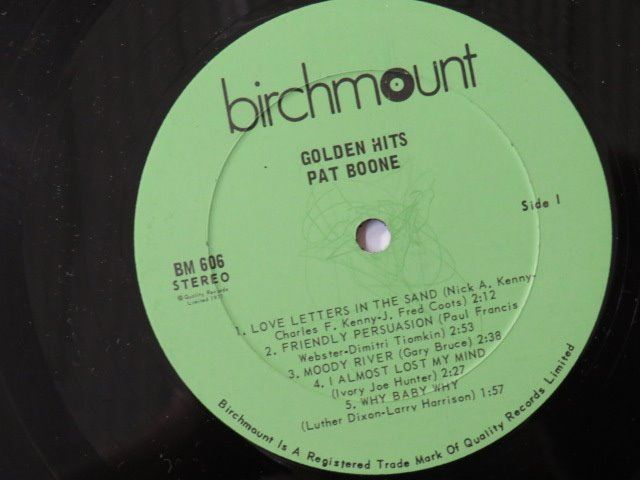 birchmount
GOLDEN HITS
PAT BOONE
Side 1
BM 606
STEREO
©Quality Records
Limited
1. LOVE LETTERS IN THE SAND (Nick A. Kenny-
Charles F. Kenny-J. Fred Coots) 2:12
2. FRIENDLY PERSUASION (Paul Francis
Webster-Dimitri Tiomkin) 2:53
3. MOODY RIVER (Gary Bruce) 2:38
4. I ALMOST LOST MY MIND
(Ivory Joe Hunter) 2:27
5. WHY BABY WHY
(Luther Dixon-Larry Harrison) 1:57
Birchmount Is A Registered Trade Mark Of Quality Records Limited